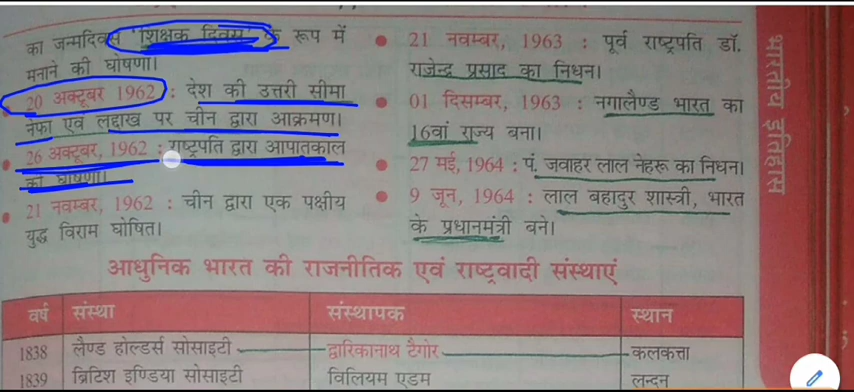 का जन्मदिवस 'शिक्षक दिवस' के रूप में
मनाने की घोषणा।
20 अक्टूबर 1962 : देश की उत्तरी सीमा
नेफा एवं लद्दाख पर चीन द्वारा आक्रमण।
• 26 अक्टूबर, 1962 : राष्ट्रपति द्वारा आपातकाल
की घोषणा।
• 21 नवम्बर, 1962 : चीन द्वारा एक पक्षीय
युद्ध विराम घोषित।
• 21 नवम्बर, 1963 : पूर्व राष्ट्रपति डॉ.
राजेन्द्र प्रसाद का निधन।
• 01 दिसम्बर, 1963 : नगालैण्ड भारत का
16वां राज्य बना।
• 27 मई, 1964 : पं. जवाहर लाल नेहरू का निधन।
• 9 जून, 1964 : लाल बहादुर शास्त्री, भारत
के प्रधानमंत्री बने।
भारतीय इतिहास
आधुनिक भारत की राजनीतिक एवं राष्ट्रवादी संस्थाएं
वर्ष संस्था संस्थापक स्थान
1838 लैण्ड होल्डर्स सोसाइटी द्वारिकानाथ टैगोर कलकत्ता
1839 ब्रिटिश इण्डिया सोसाइटी विलियम एडम लन्दन